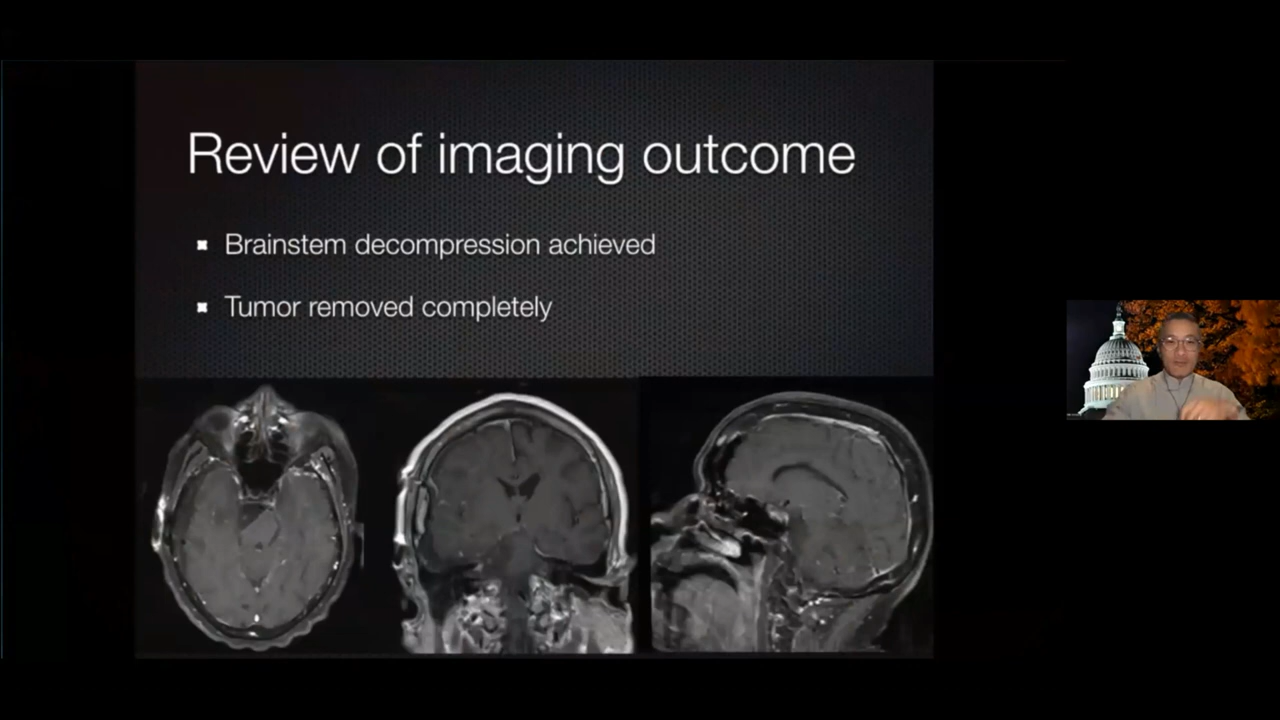 Review of imaging outcome
Brainstem decompression achieved
Tumor removed completely